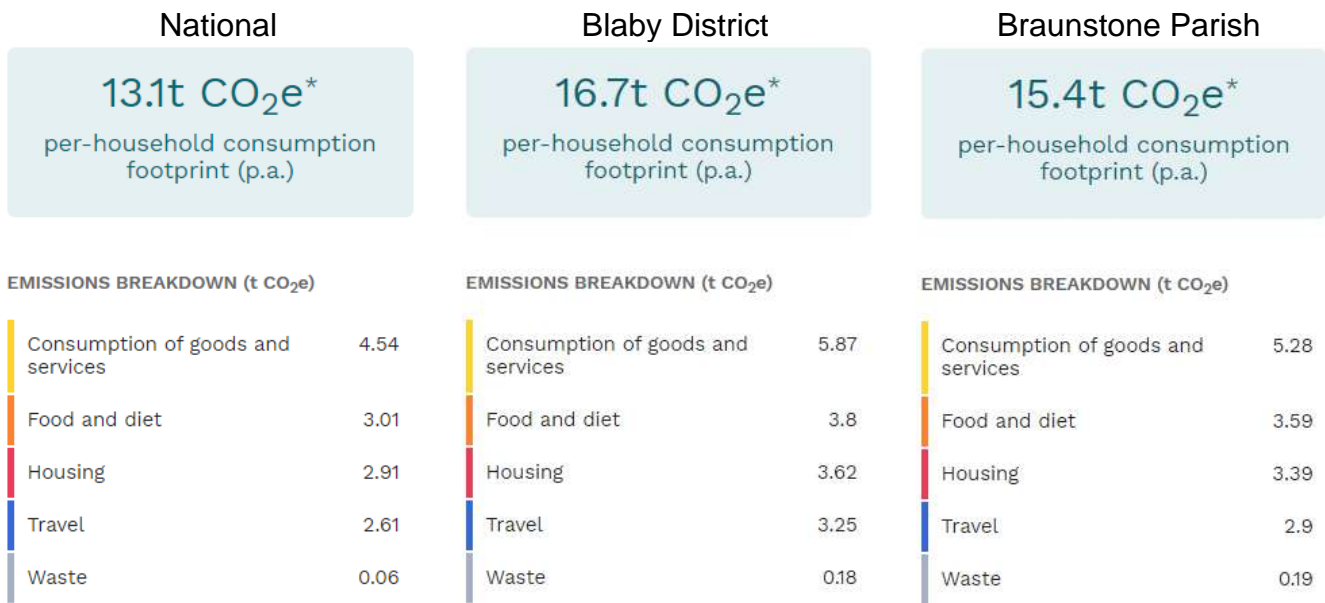 National
13.1t CO₂e*
per-household consumption
footprint (p.a.)
EMISSIONS BREAKDOWN (t CO₂e)
Consumption of goods and 4.54
services
Food and diet 3.01
Housing 2.91
Travel 2.61
Waste 0.06
Blaby District
16.7t CO₂e*
per-household consumption
footprint (p.a.)
EMISSIONS BREAKDOWN (t CO₂e)
Consumption of goods and 5.87
services
Food and diet 3.8
Housing 3.62
Travel 3.25
Waste 0.18
Braunstone Parish
15.4t CO₂e*
per-household consumption
footprint (p.a.)
EMISSIONS BREAKDOWN (t CO₂e)
Consumption of goods and 5.28
services
Food and diet 3.59
Housing 3.39
Travel 2.9
Waste 0.19